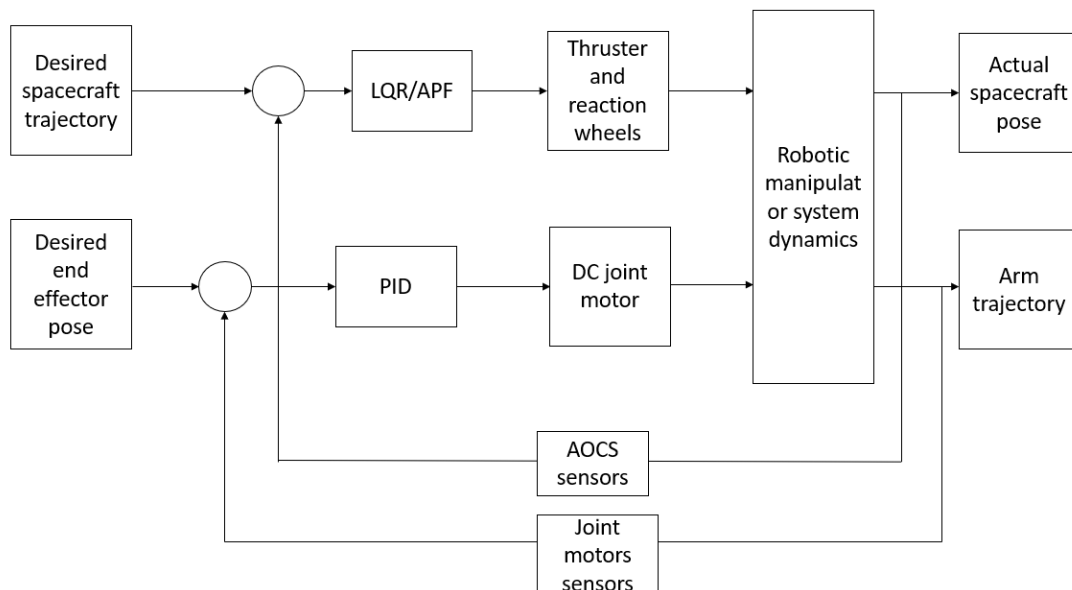 Desired
spacecraft
trajectory
LQR/APF
Thruster
and
reaction
wheels
Robotic
manipulat
or system
dynamics
Actual
spacecraft
pose
Desired
end
effector
pose
PID
DC joint
motor
Arm
trajectory
AOCS
sensors
Joint
motors
sensors